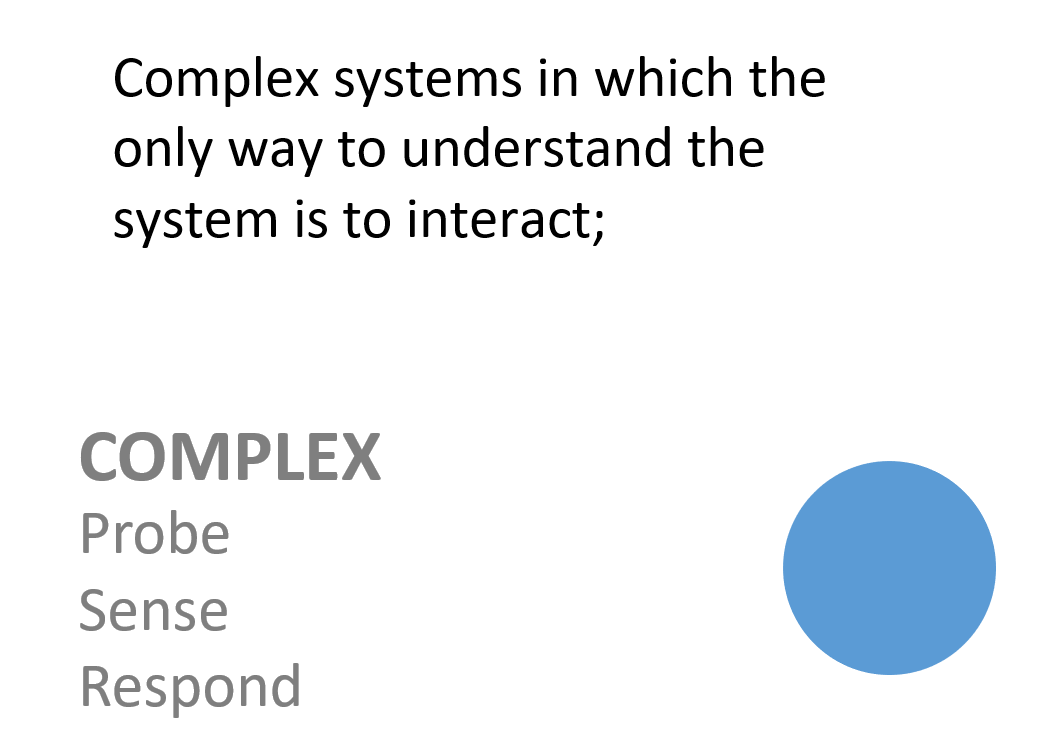 Complex systems in which the
only way to understand the
system is to interact;
COMPLEX
Probe
Sense
Respond